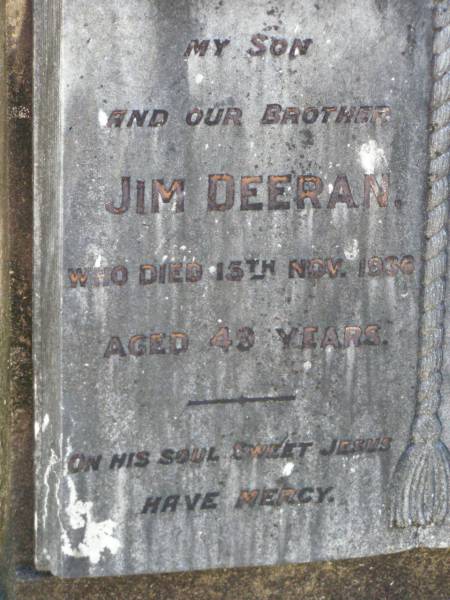 MY SON
AND OUR BROTHER
JIM DEERAN.
WHO DIED 15TH NOV. 1936
AGED 43 YEARS.
ON HIS SOUL SWEET JESUS
HAVE MERCY.